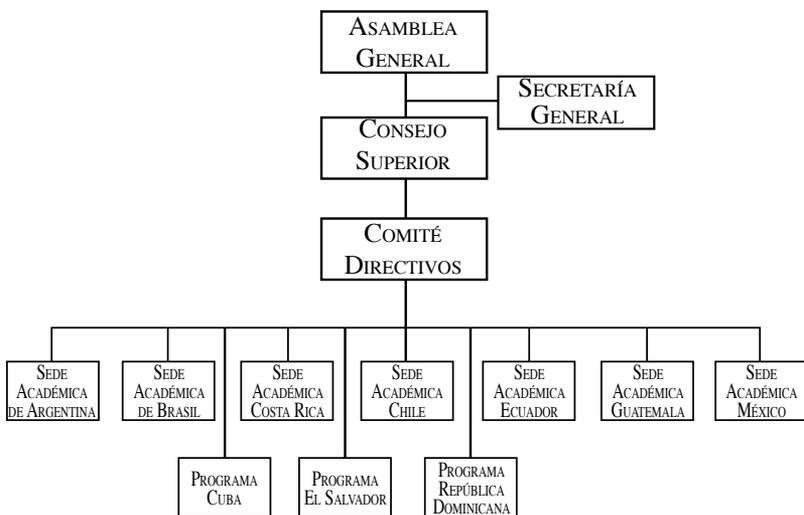 ASAMBLEA
GENERAL
SECRETARÍA
GENERAL
CONSEJO
SUPERIOR
COMITÉ
DIRECTIVOS
SEDE
ACADÉMICA
DE ARGENTINA
SEDE
ACADÉMICA
DE BRASIL
SEDE
ACADÉMICA
COSTA RICA
SEDE
ACADÉMICA
CHILE
SEDE
ACADÉMICA
ECUADOR
SEDE
ACADÉMICA
GUATEMALA
SEDE
ACADÉMICA
MÉXICO
PROGRAMA
CUBA
PROGRAMA
EL SALVADOR
PROGRAMA
REPÚBLICA
DOMINICANA